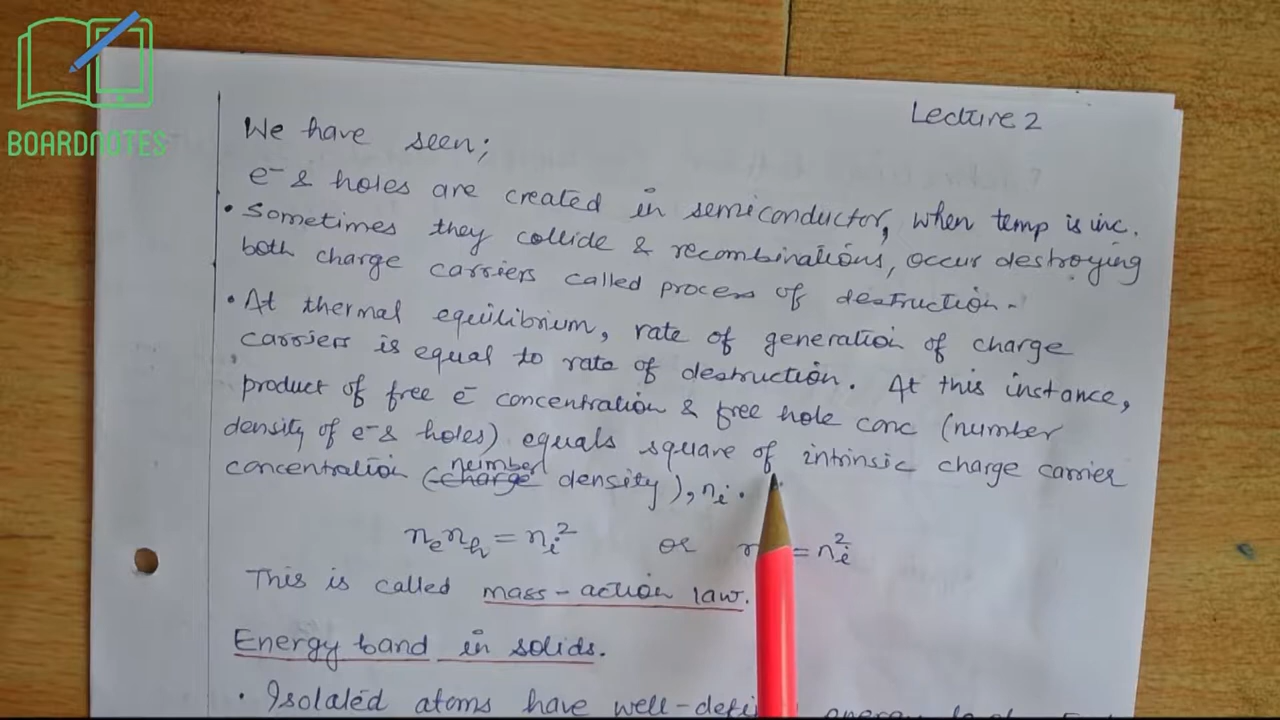 BOARDNOTES
Lecture 2
We have seen;
e⁻ & holes are created in semiconductor, when temp is inc.
• Sometimes they collide & recombinations, occur destroying
both charge carriers called process of destruction.
• At thermal equilibrium, rate of generation of charge
carriers is equal to rate of destruction. At this instance,
product of free e̅ concentration & free hole conc (number
density of e⁻ & holes) equals square of intrinsic charge carrier
concentration (charge number density), nᵢ.
nₑnₕ = nᵢ² or = nᵢ²
This is called mass-action law.
Energy band in solids.
• Isolated atoms have energy